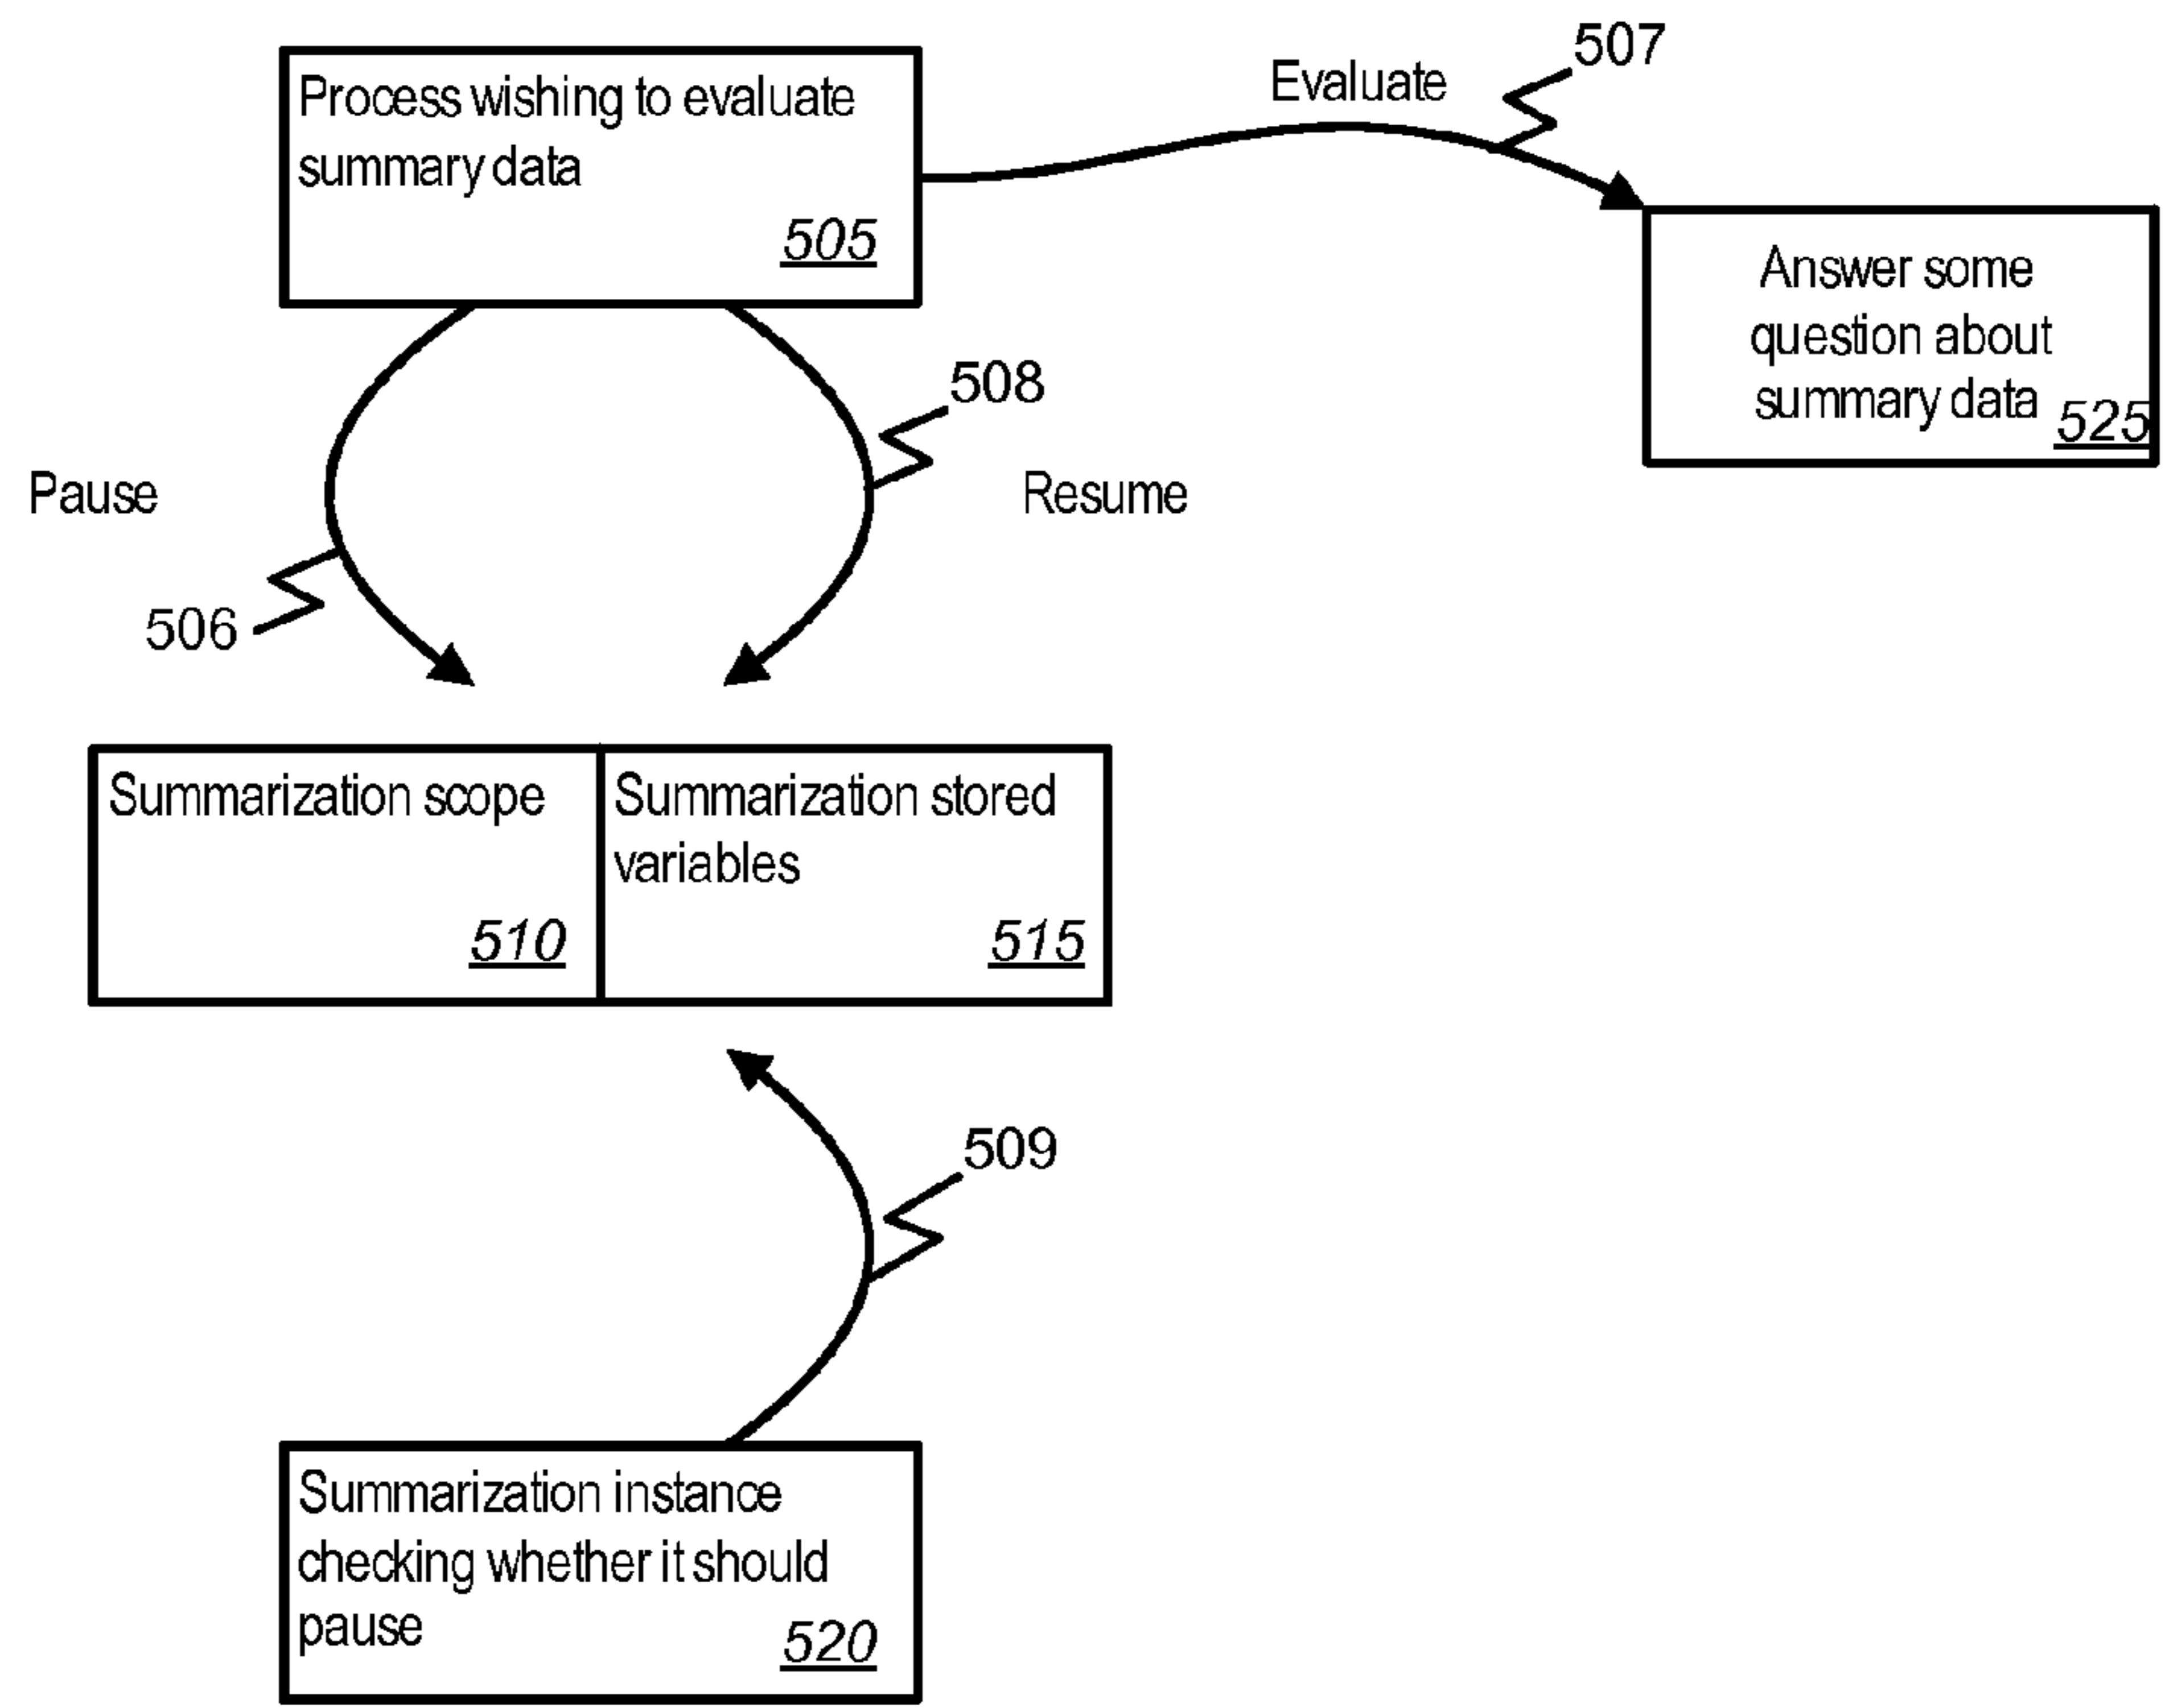 507
Evaluate
Process wishing to evaluate
summary data
505
Answer some
question about
summary data
525
508
Pause
Resume
506
Summarization scope
510
Summarization stored
variables
515
509
Summarization instance
checking whether it should
pause
520